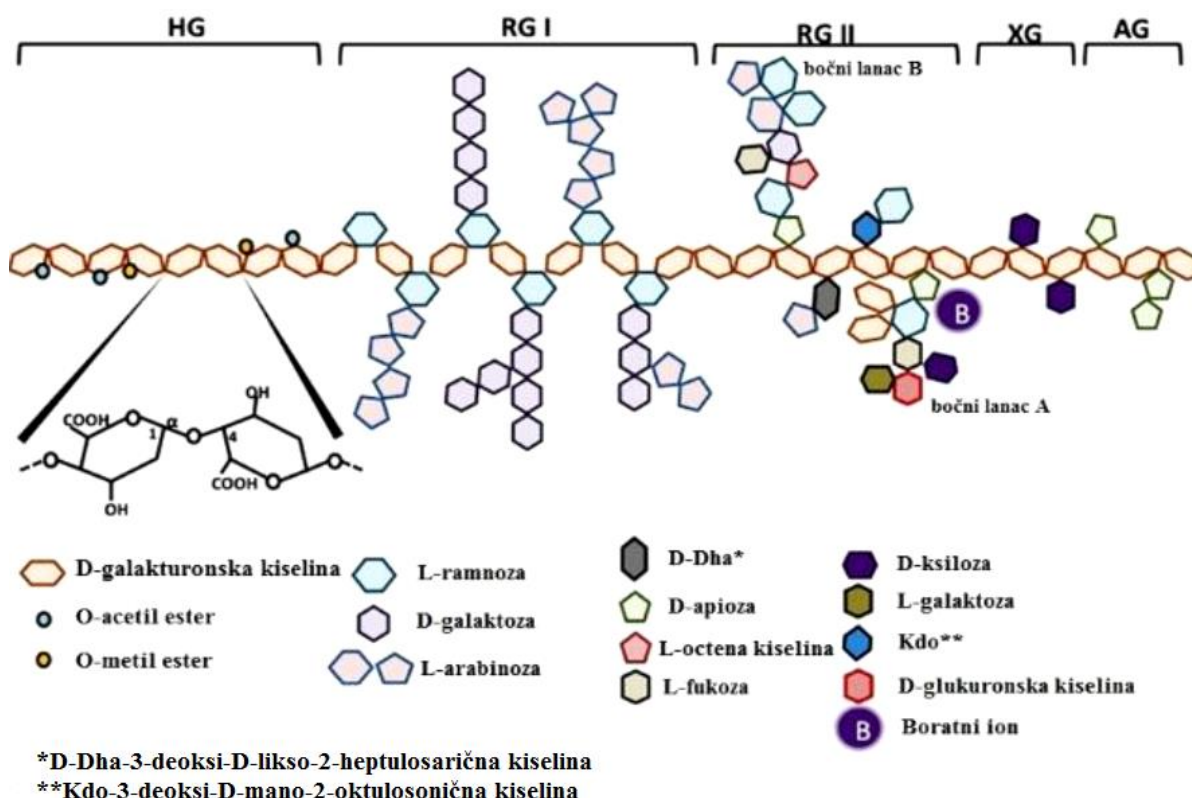 HG RG I RG II XG AG
bočni lanac B
B
bočni lanac A
OH
COOH O α
1 O 4
O COOH O O
OH
D-galakturonska kiselina
O-acetil ester
O-metil ester
L-ramnoza
D-galaktoza
L-arabinoza
D-Dha*
D-apioza
L-octena kiselina
L-fukoza
D-ksiloza
L-galaktoza
Kdo**
D-glukuronska kiselina
B Boratni ion
*D-Dha-3-deoksi-D-likso-2-heptulosarična kiselina
**Kdo-3-deoksi-D-mano-2-oktulosonična kiselina